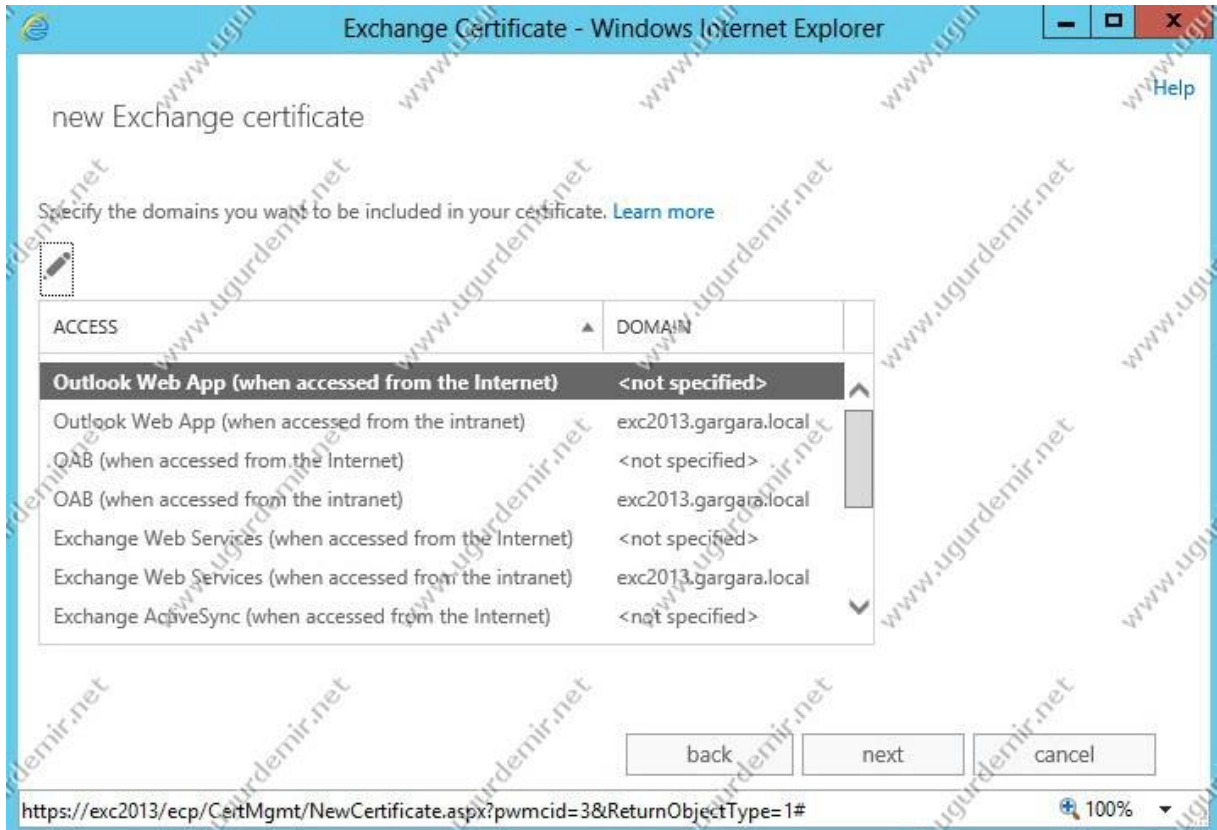 Exchange Certificate - Windows Internet Explorer
Help
new Exchange certificate
Specify the domains you want to be included in your certificate. Learn more
ACCESS DOMAIN
Outlook Web App (when accessed from the Internet) <not specified>
Outlook Web App (when accessed from the intranet) exc2013.gargara.local
OAB (when accessed from the Internet) <not specified>
OAB (when accessed from the intranet) exc2013.gargara.local
Exchange Web Services (when accessed from the Internet) <not specified>
Exchange Web Services (when accessed from the intranet) exc2013.gargara.local
Exchange ActiveSync (when accessed from the Internet) <not specified>
back next cancel
https://exc2013/ecp/CertMgmt/NewCertificate.aspx?pwmcid=3&ReturnObjectType=1# 100%
www.ugurdemir.net